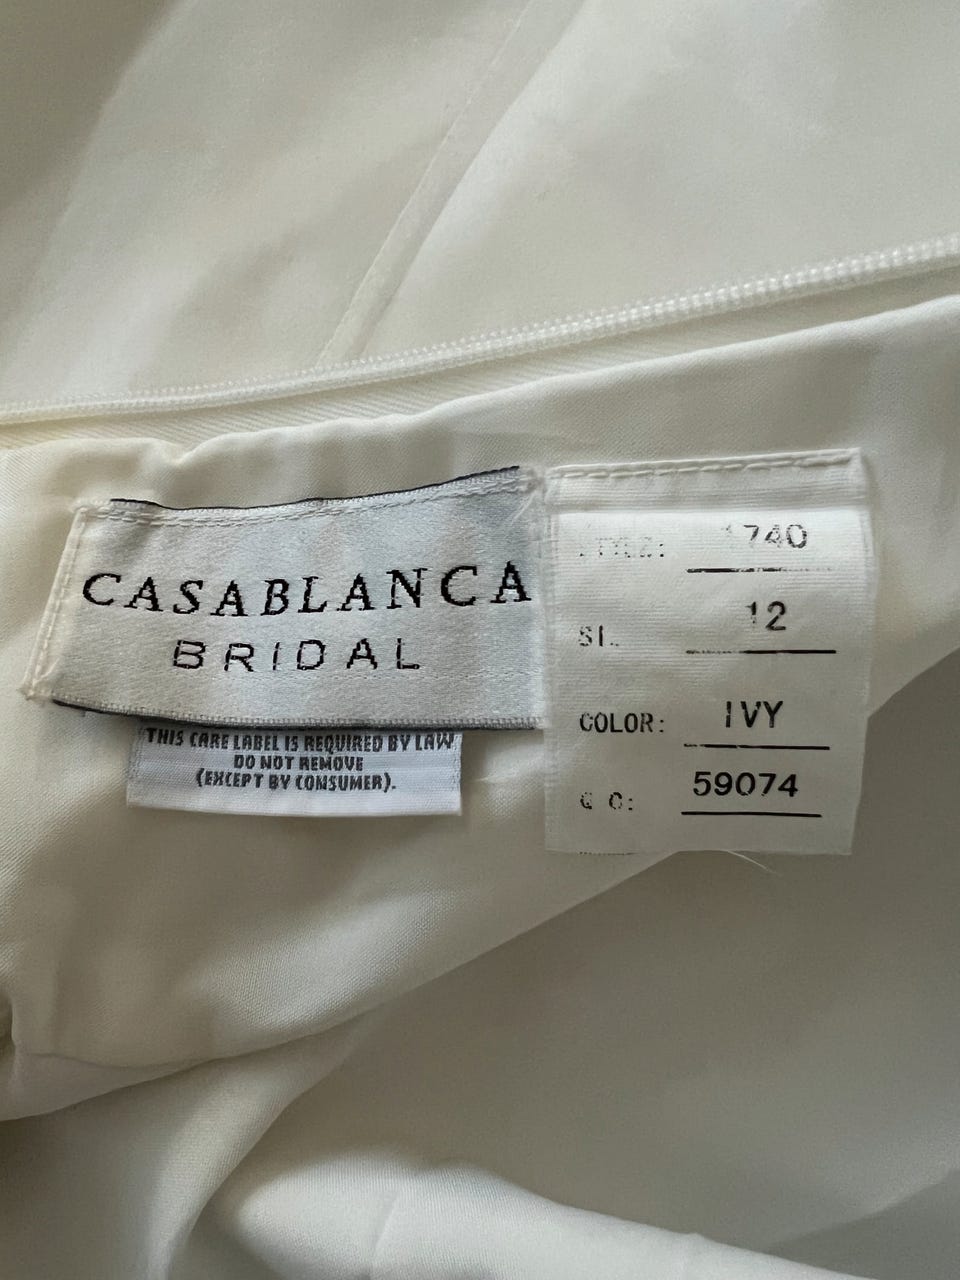 CASABLANCA
BRIDAL
THIS CARE LABEL IS REQUIRED BY LAW
DO NOT REMOVE
(EXCEPT BY CONSUMER).
1740
12
COLOR: IVY
59074